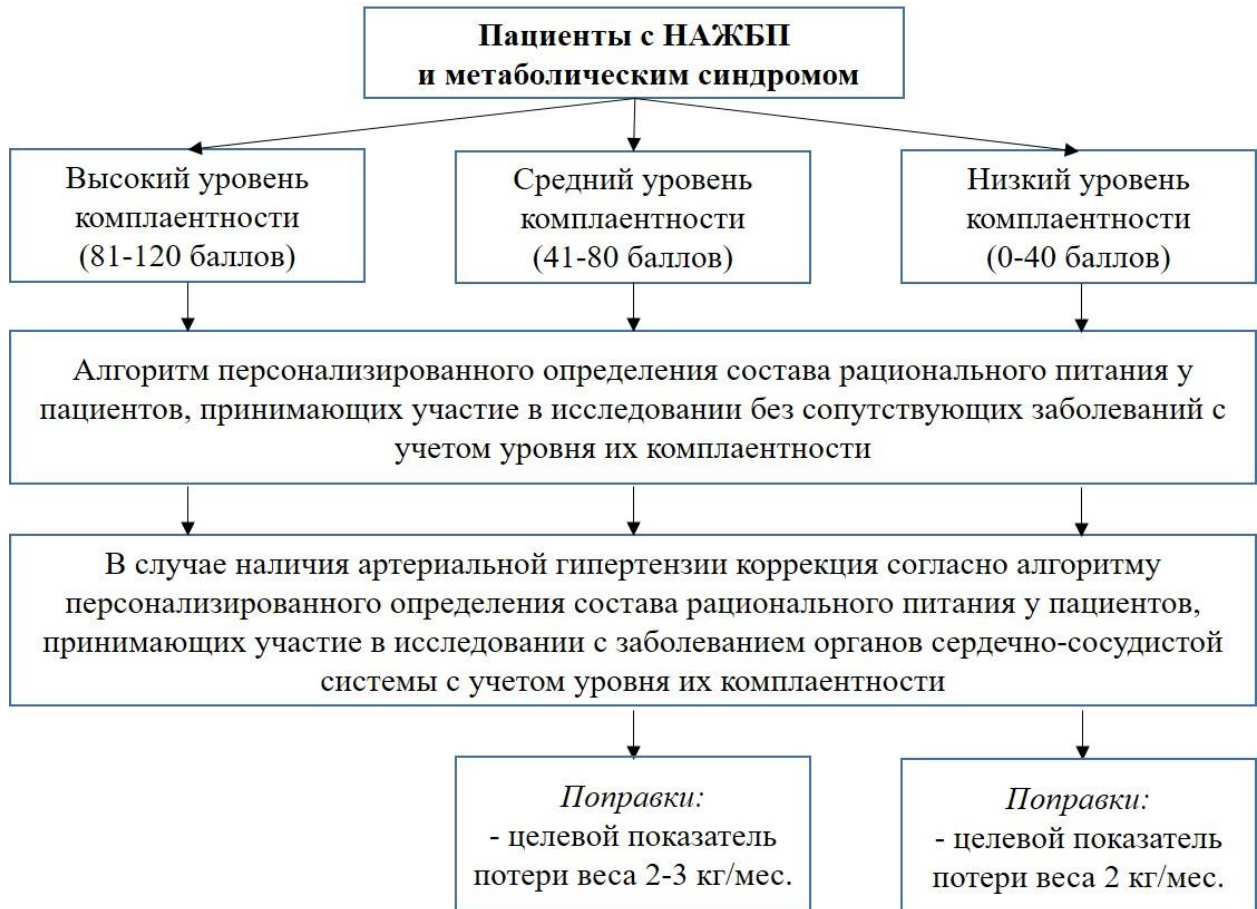 Пациенты с НАЖБП
и метаболическим синдромом
Высокий уровень
комплаентности
(81-120 баллов)
Средний уровень
комплаентности
(41-80 баллов)
Низкий уровень
комплаентности
(0-40 баллов)
Алгоритм персонализированного определения состава рационального питания у
пациентов, принимающих участие в исследовании без сопутствующих заболеваний с
учетом уровня их комплаентности
В случае наличия артериальной гипертензии коррекция согласно алгоритму
персонализированного определения состава рационального питания у пациентов,
принимающих участие в исследовании с заболеванием органов сердечно-сосудистой
системы с учетом уровня их комплаентности
Поправки:
- целевой показатель
потери веса 2-3 кг/мес.
Поправки:
- целевой показатель
потери веса 2 кг/мес.